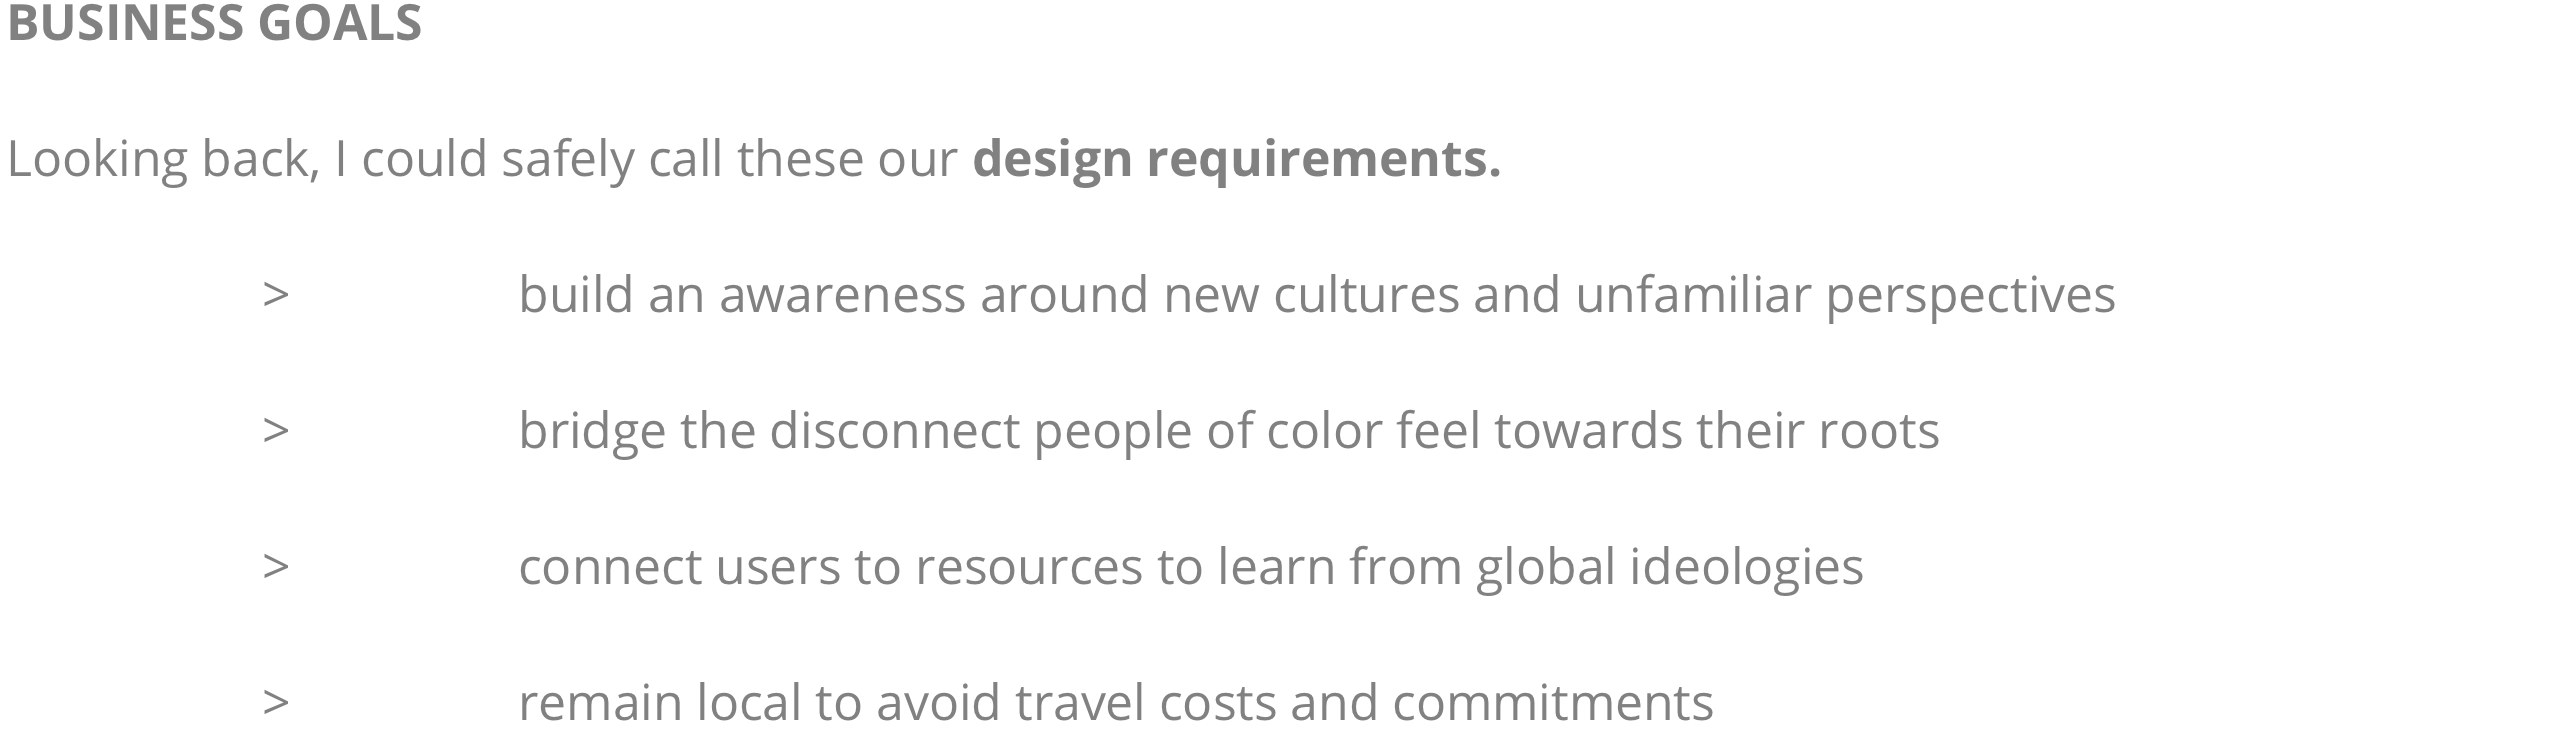 BUSINESS GOALS
Looking back, I could safely call these our design requirements.
> build an awareness around new cultures and unfamiliar perspectives
> bridge the disconnect people of color feel towards their roots
> connect users to resources to learn from global ideologies
> remain local to avoid travel costs and commitments